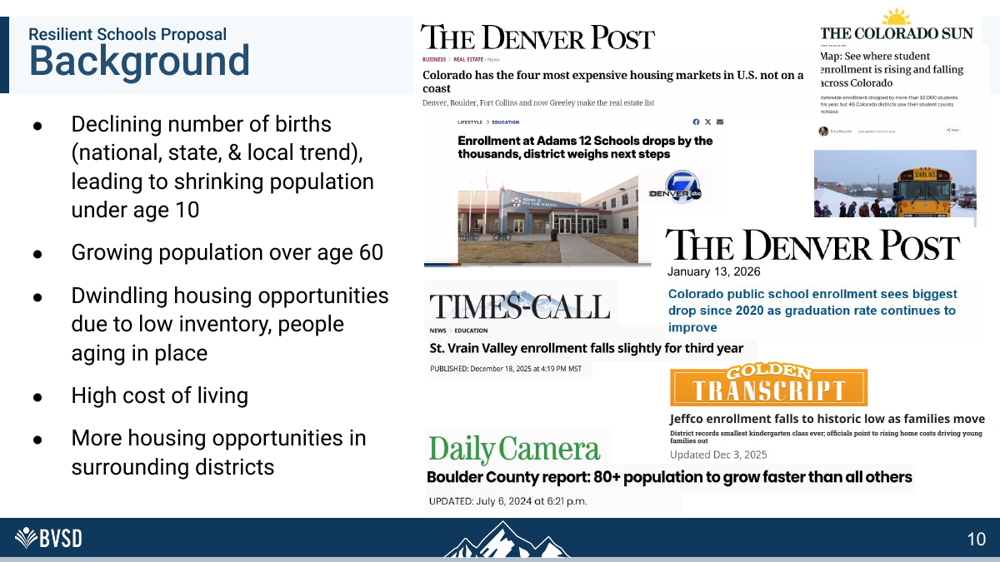 Resilient Schools Proposal
Background
● Declining number of births
(national, state, & local trend),
leading to shrinking population
under age 10
● Growing population over age 60
● Dwindling housing opportunities
due to low inventory, people
aging in place
● High cost of living
● More housing opportunities in
surrounding districts
THE DENVER POST
BUSINESS > REAL ESTATE • News
Colorado has the four most expensive housing markets in U.S. not on a
coast
Denver, Boulder, Fort Collins and now Greeley make the real estate list
LIFESTYLE > EDUCATION
Enrollment at Adams 12 Schools drops by the
thousands, district weighs next steps
ADAMS 12
FIVE STAR SCHOOLS
DENVER 7 abc
THE COLORADO SUN
Map: See where student
enrollment is rising and falling
across Colorado
Statewide enrollment dropped by more than 10,000 students
this year, but 46 Colorado districts saw their student counts
increase
Share
SCHOOL BUS
THE DENVER POST
January 13, 2026
Colorado public school enrollment sees biggest
drop since 2020 as graduation rate continues to
improve
TIMES-CALL
NEWS > EDUCATION
St. Vrain Valley enrollment falls slightly for third year
PUBLISHED: December 18, 2025 at 4:19 PM MST
GOLDEN
TRANSCRIPT
Jeffco enrollment falls to historic low as families move
District records smallest kindergarten class ever; officials point to rising home costs driving young
families out
Updated Dec 3, 2025
Daily Camera
Boulder County report: 80+ population to grow faster than all others
UPDATED: July 6, 2024 at 6:21 p.m.
BVSD
10